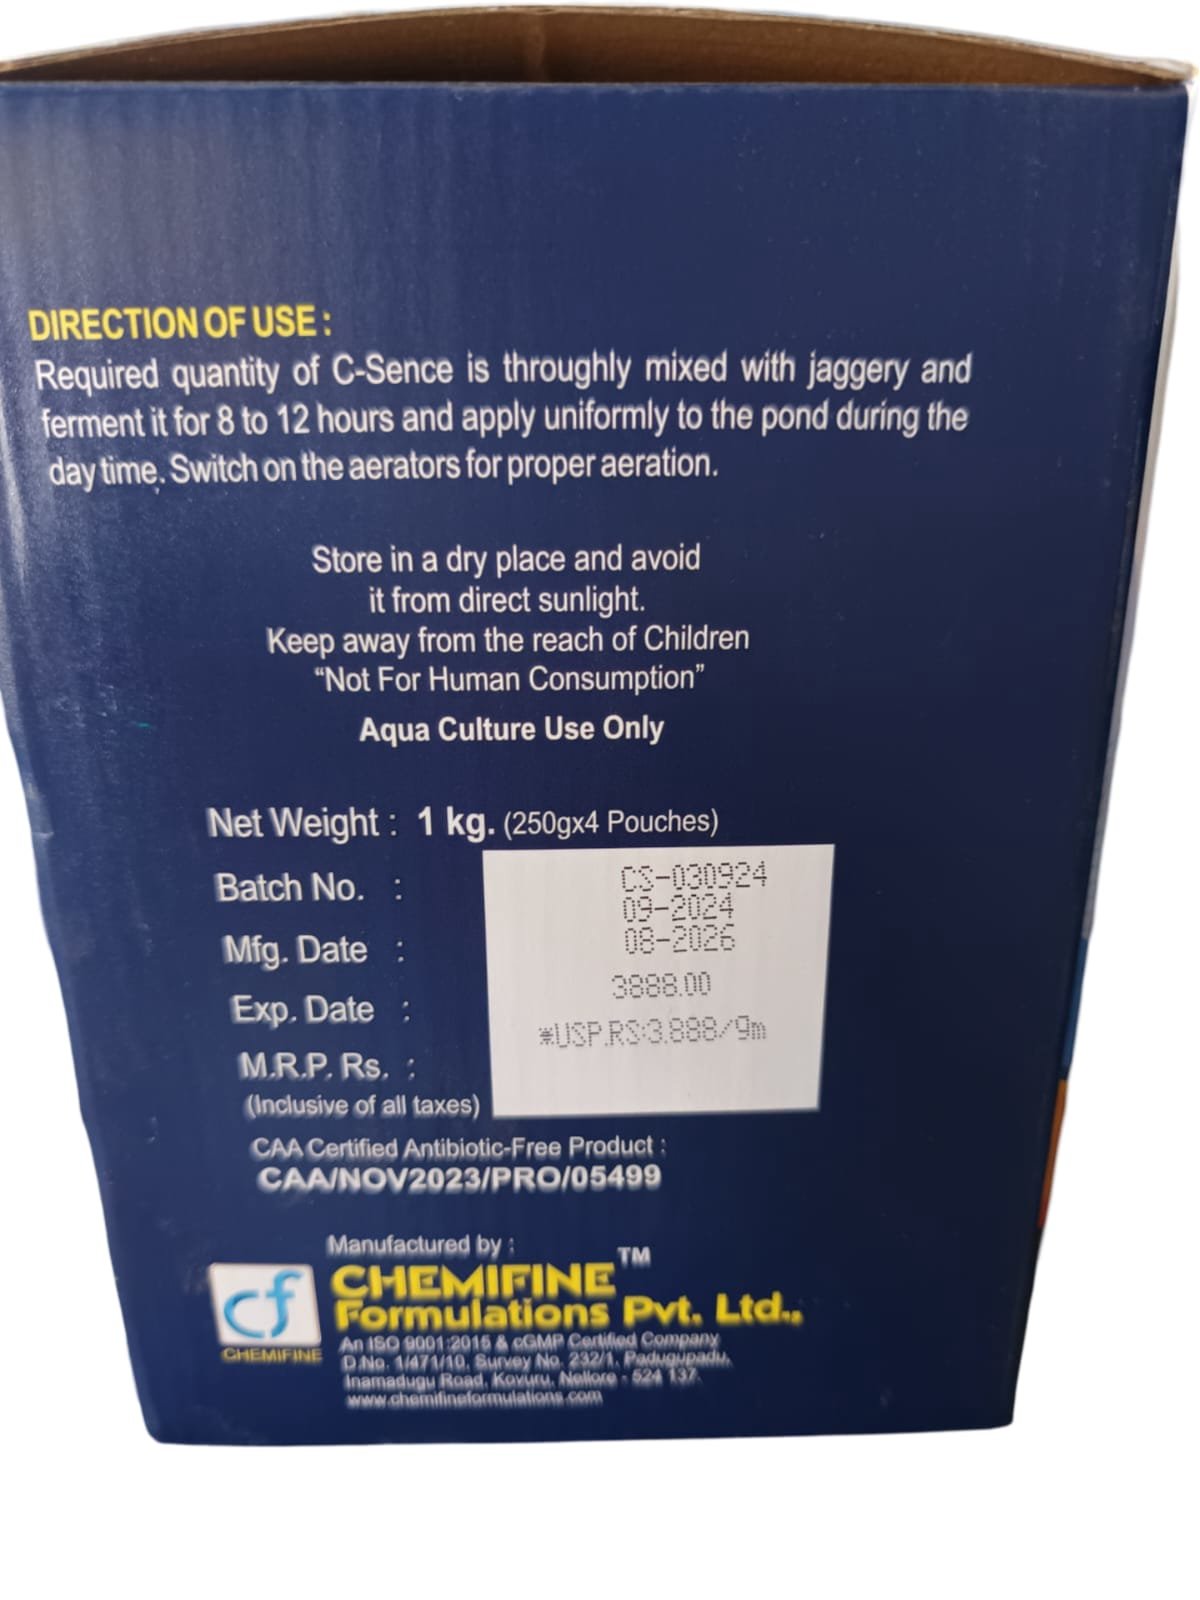 DIRECTION OF USE :
Required quantity of C-Sence is throughly mixed with jaggery and
ferment it for 8 to 12 hours and apply uniformly to the pond during the
day time. Switch on the aerators for proper aeration.
Store in a dry place and avoid
it from direct sunlight.
Keep away from the reach of Children
“Not For Human Consumption”
Aqua Culture Use Only
Net Weight : 1 kg. (250gx4 Pouches)
Batch No. : CS-030924
Mfg. Date : 09-2024
Exp. Date : 08-2026
M.R.P. Rs. : 3888.00
(Inclusive of all taxes) *USP.RS:3.888/9m
CAA Certified Antibiotic-Free Product :
CAA/NOV2023/PRO/05499
Manufactured by :
cf CHEMIFINE
CHEMIFINE™
Formulations Pvt. Ltd.,
An ISO 9001:2015 & cGMP Certified Company
D.No. 1/471/10, Survey No. 232/1, Padugupadu,
Inamadugu Road, Kovuru, Nellore - 524 137.
www.chemifineformulations.com